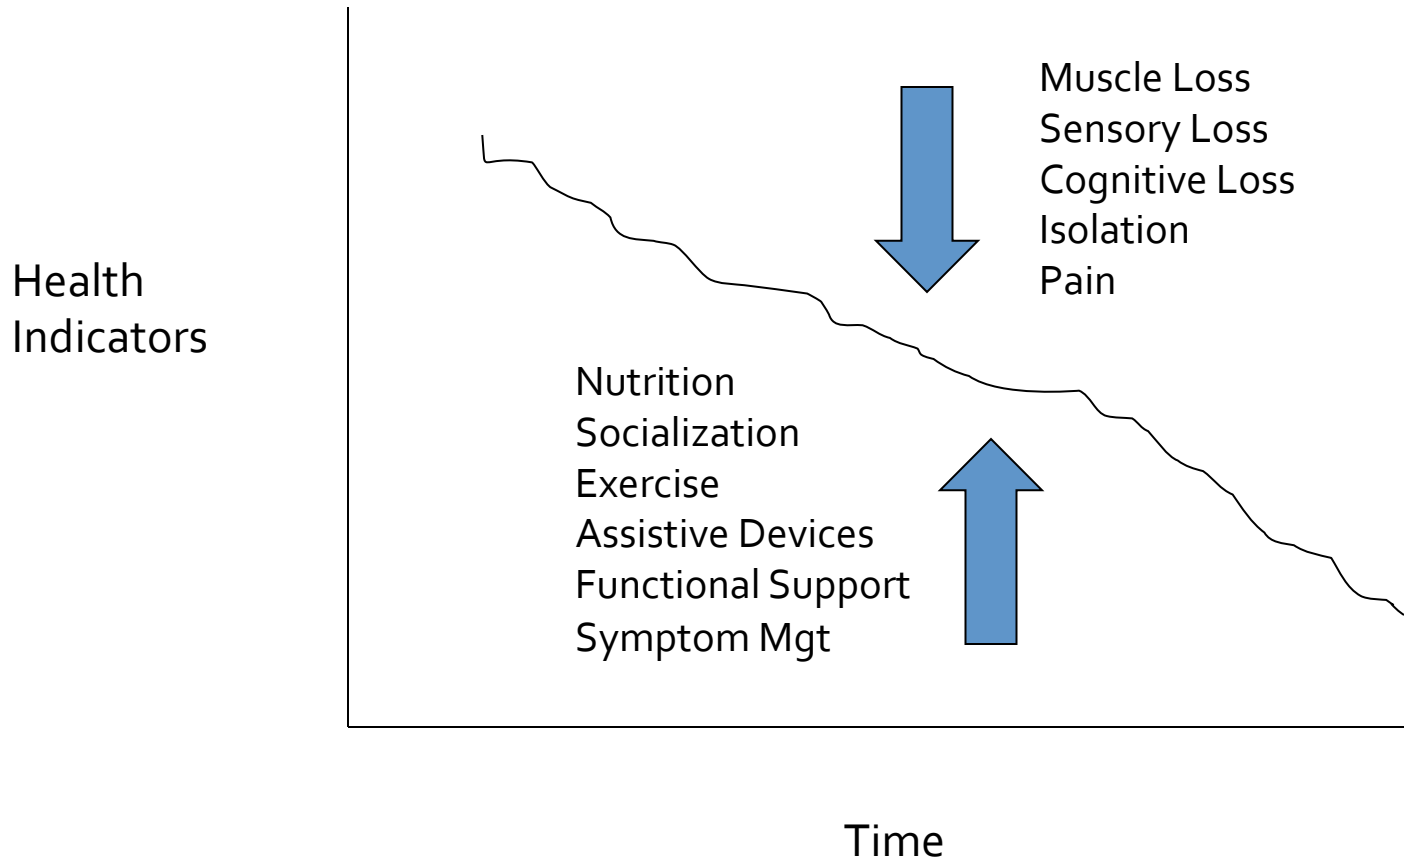 Muscle Loss
Sensory Loss
Cognitive Loss
Isolation
Pain
Health
Indicators
Nutrition
Socialization
Exercise
Assistive Devices
Functional Support
Symptom Mgt
Time